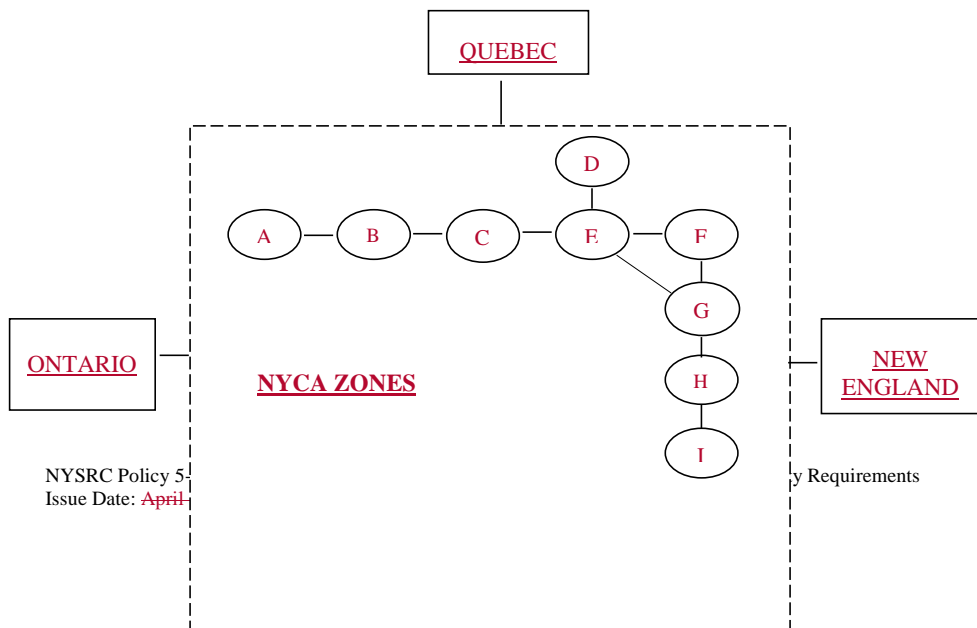 QUEBEC
D
A B C E F
G
ONTARIO
NEW
ENGLAND
NYCA ZONES
H
I
NYSRC Policy 5- y Requirements
Issue Date: April